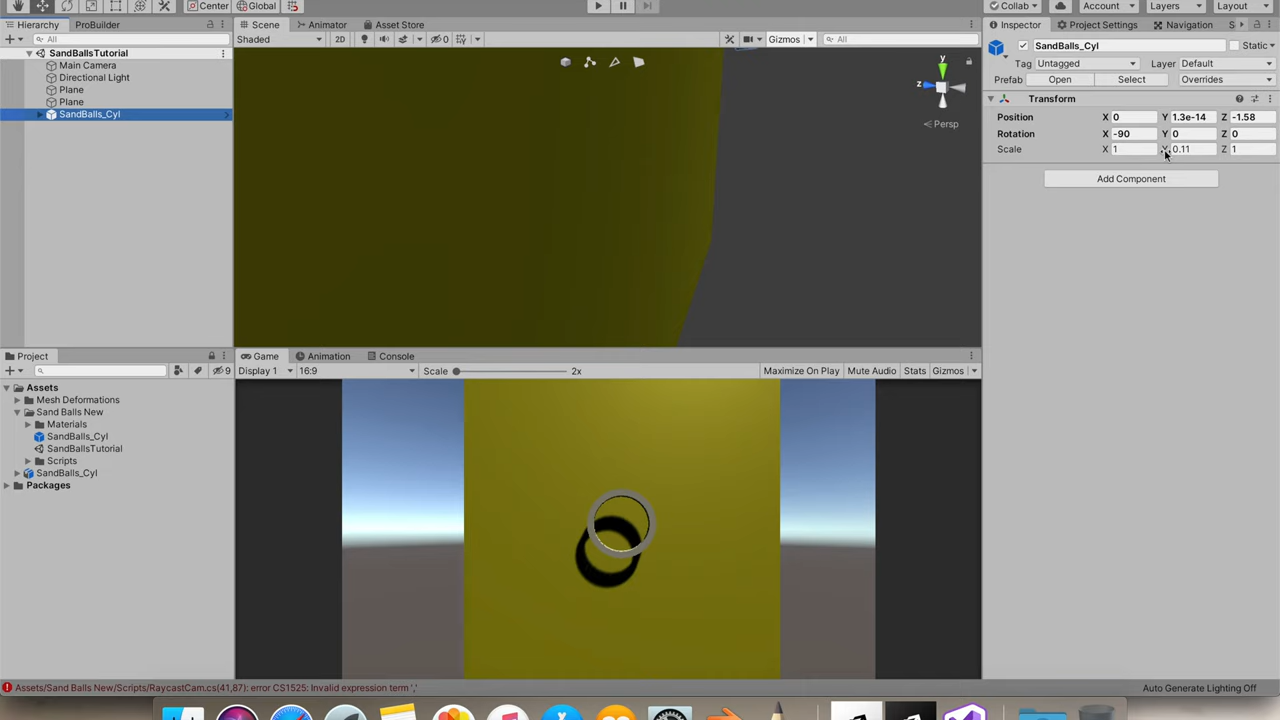 Center Global Collab Account Layers Layout
Hierarchy ProBuilder Scene Animator Asset Store Inspector Project Settings Navigation S
All Shaded 2D 0 Gizmos All
SandBalls_Cyl Static
SandBallsTutorial
Main Camera
Directional Light
Plane
Plane
SandBalls_Cyl
y
z
Persp
Tag Untagged Layer Default
Prefab Open Select Overrides
Transform
Position X 0 Y 1.3e-14 Z -1.58
Rotation X -90 Y 0 Z 0
Scale X 1 Y 0.11 Z 1
Add Component
Project Game Animation Console
9 Display 1 16:9 Scale 2x Maximize On Play Mute Audio Stats Gizmos
Assets
Mesh Deformations
Sand Balls New
Materials
SandBalls_Cyl
SandBallsTutorial
Scripts
SandBalls_Cyl
Packages
Assets/Sand Balls New/Scripts/RaycastCam.cs(41,87): error CS1525: Invalid expression term ',' Auto Generate Lighting Off